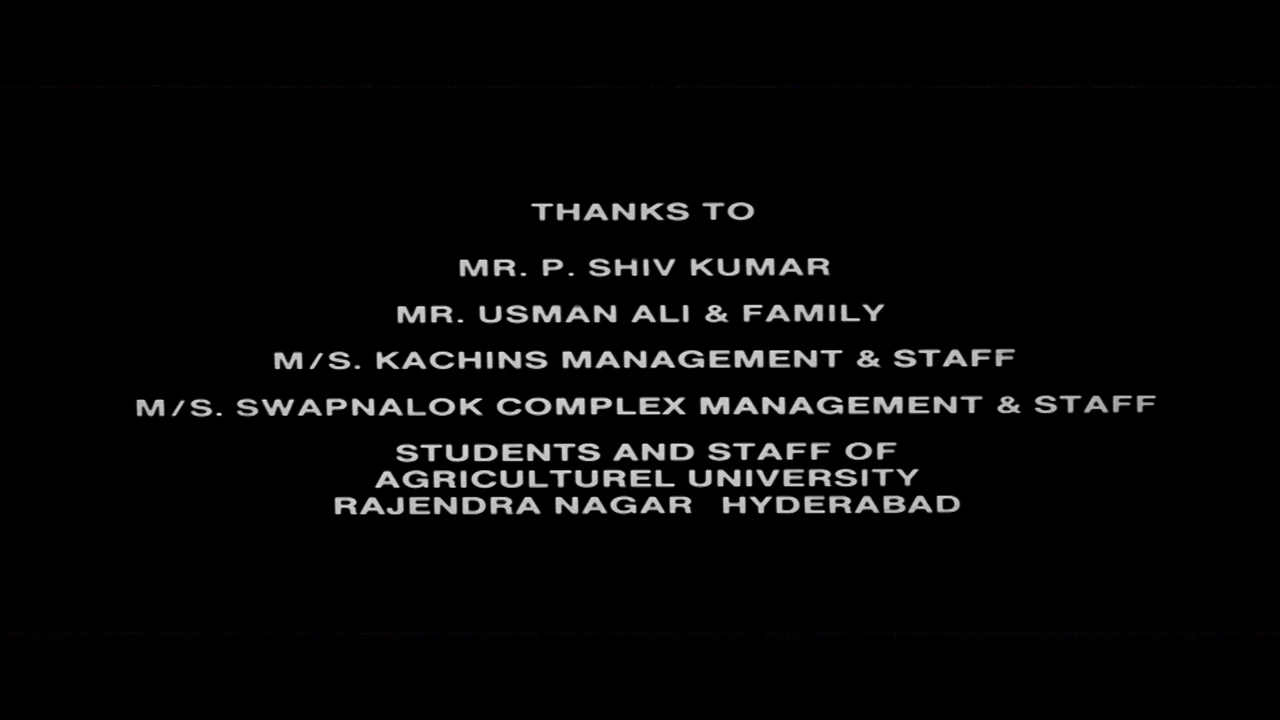 THANKS TO
MR. P. SHIV KUMAR
MR. USMAN ALI & FAMILY
M/S. KACHINS MANAGEMENT & STAFF
M/S. SWAPNALOK COMPLEX MANAGEMENT & STAFF
STUDENTS AND STAFF OF
AGRICULTUREL UNIVERSITY
RAJENDRA NAGAR HYDERABAD